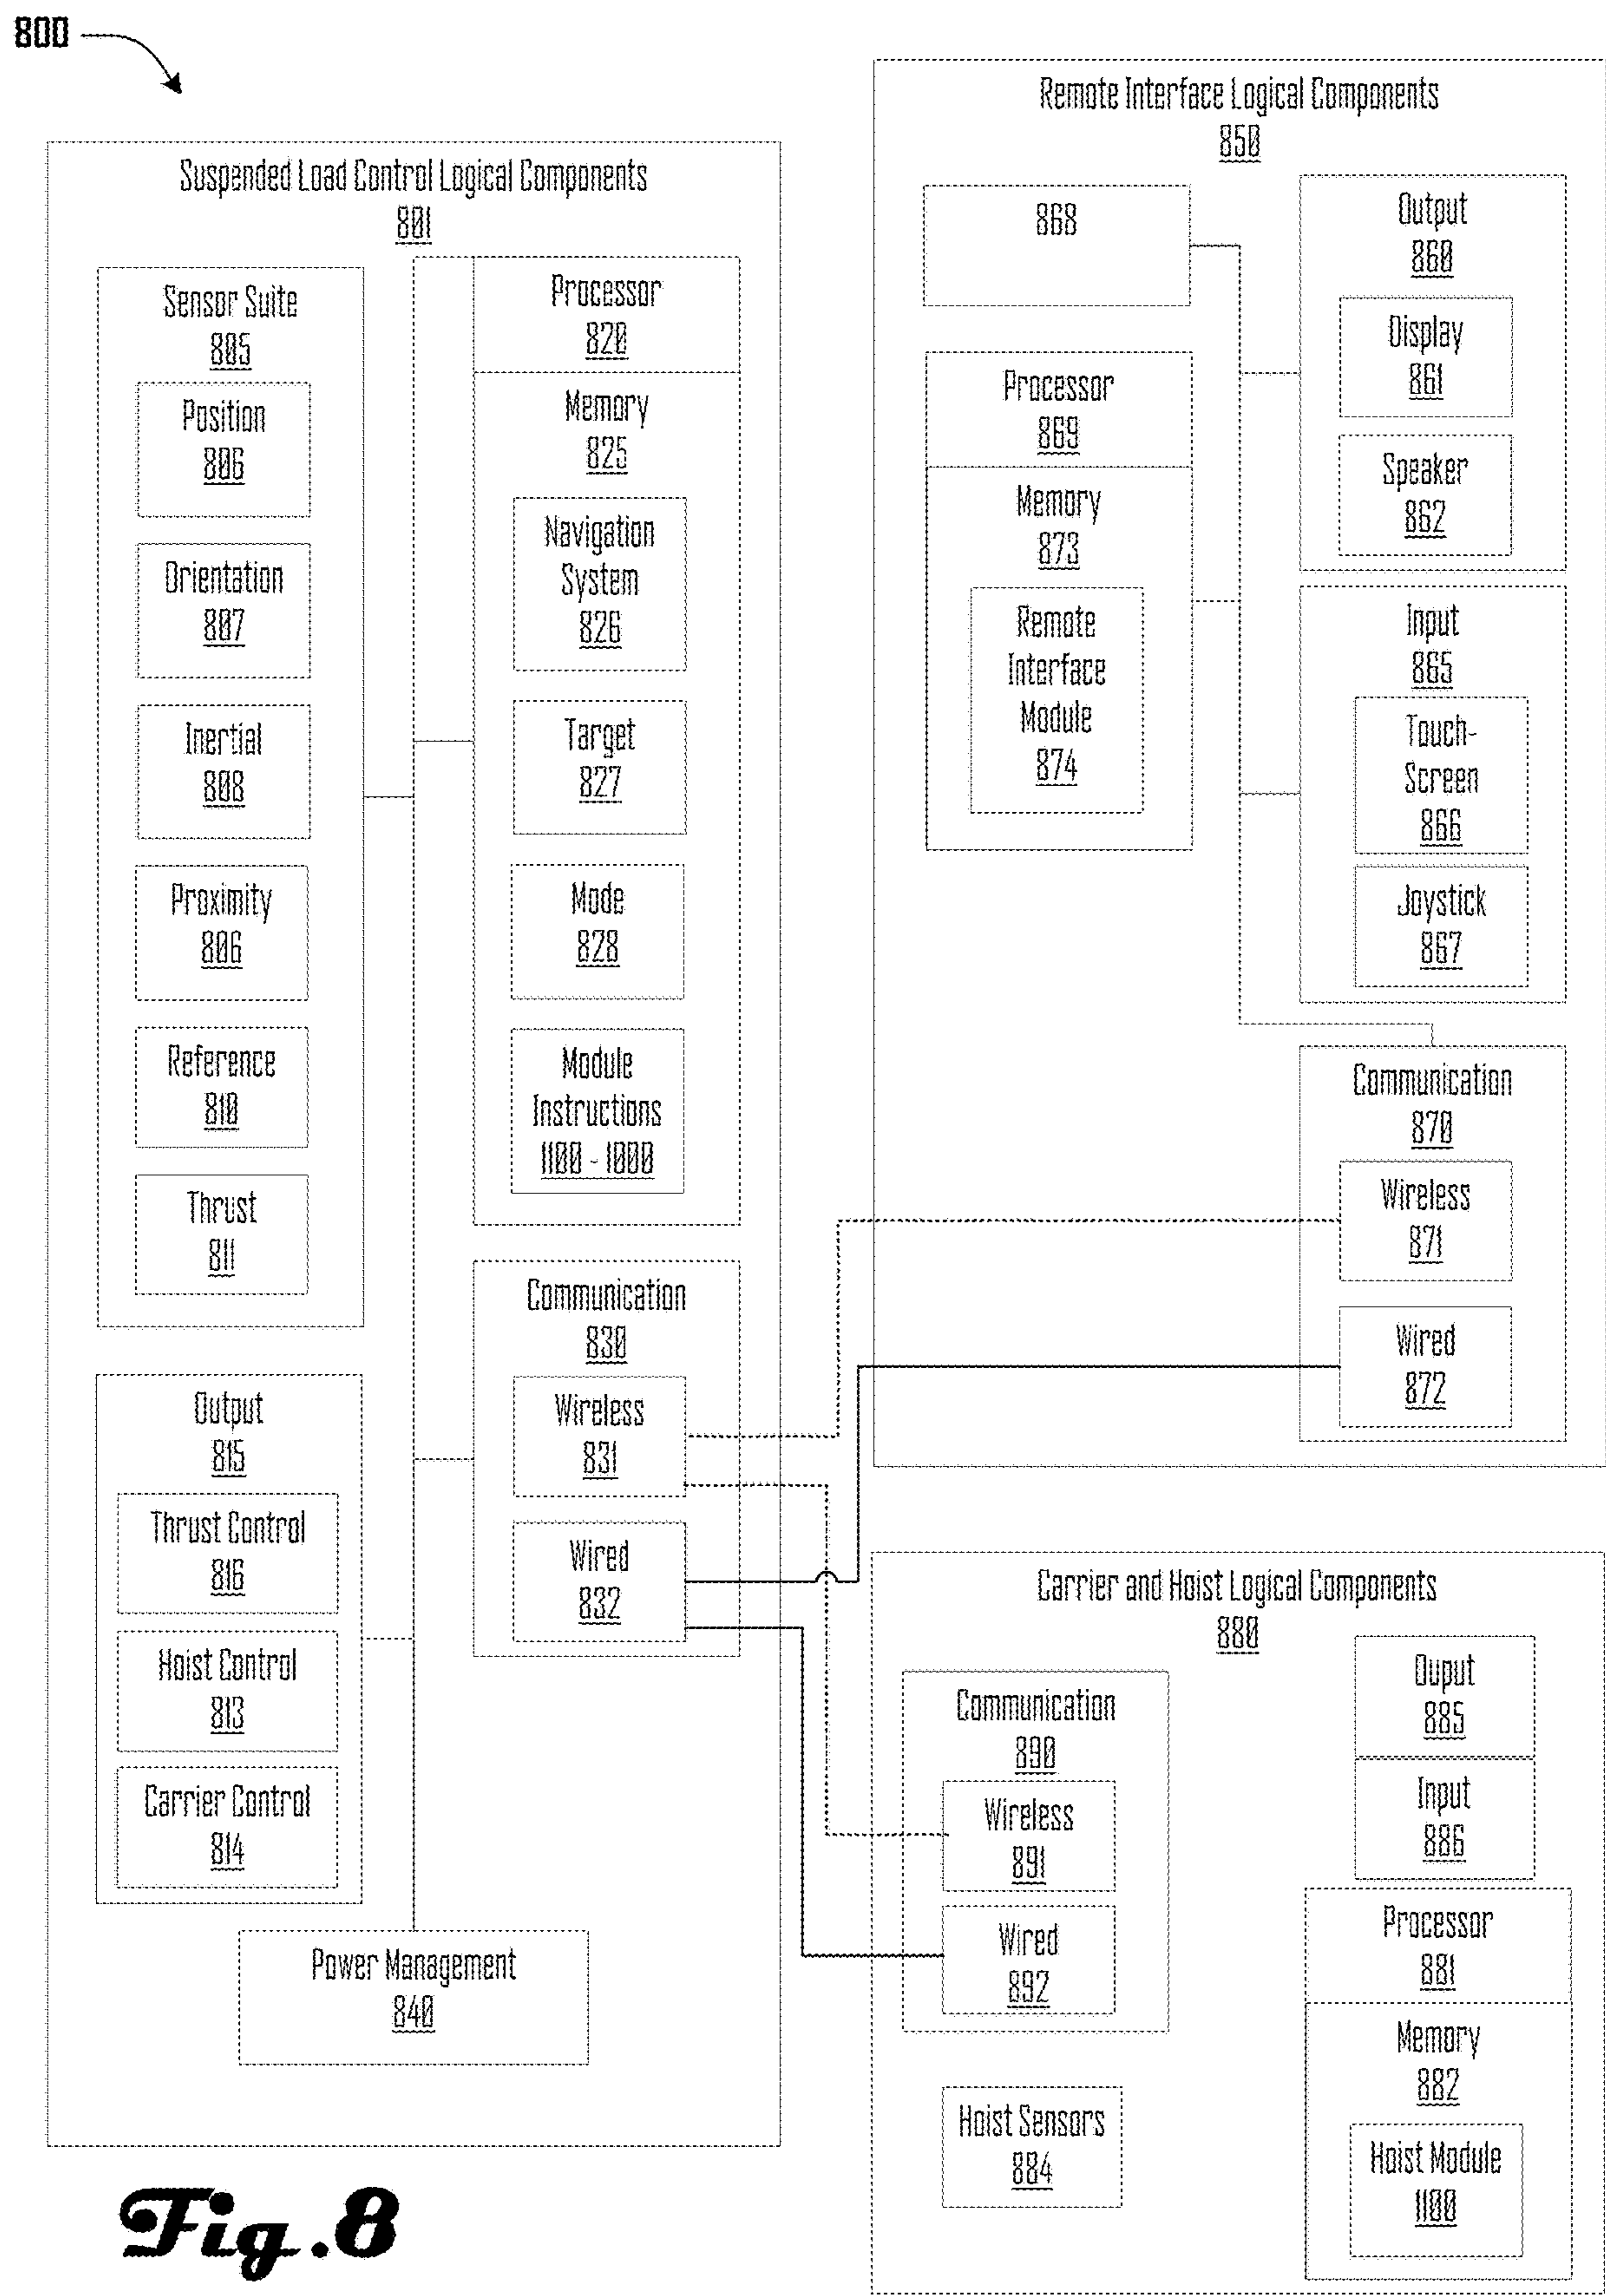 800
Suspended Load Control Logical Components
801
Sensor Suite
805
Position
806
Orientation
807
Inertial
808
Proximity
806
Reference
810
Thrust
811
Output
815
Thrust Control
816
Hoist Control
813
Carrier Control
814
Processor
820
Memory
825
Navigation
System
826
Target
827
Mode
828
Module
Instructions
1100 - 1000
Communication
830
Wireless
831
Wired
832
Power Management
840
Remote Interface Logical Components
850
868
Processor
869
Memory
873
Remote
Interface
Module
874
Output
860
Display
861
Speaker
862
Input
865
Touch-
Screen
866
Joystick
867
Communication
870
Wireless
871
Wired
872
Carrier and Hoist Logical Components
880
Communication
890
Wireless
891
Wired
892
Hoist Sensors
884
Ouput
885
Input
886
Processor
881
Memory
882
Hoist Module
1100
Fig.8